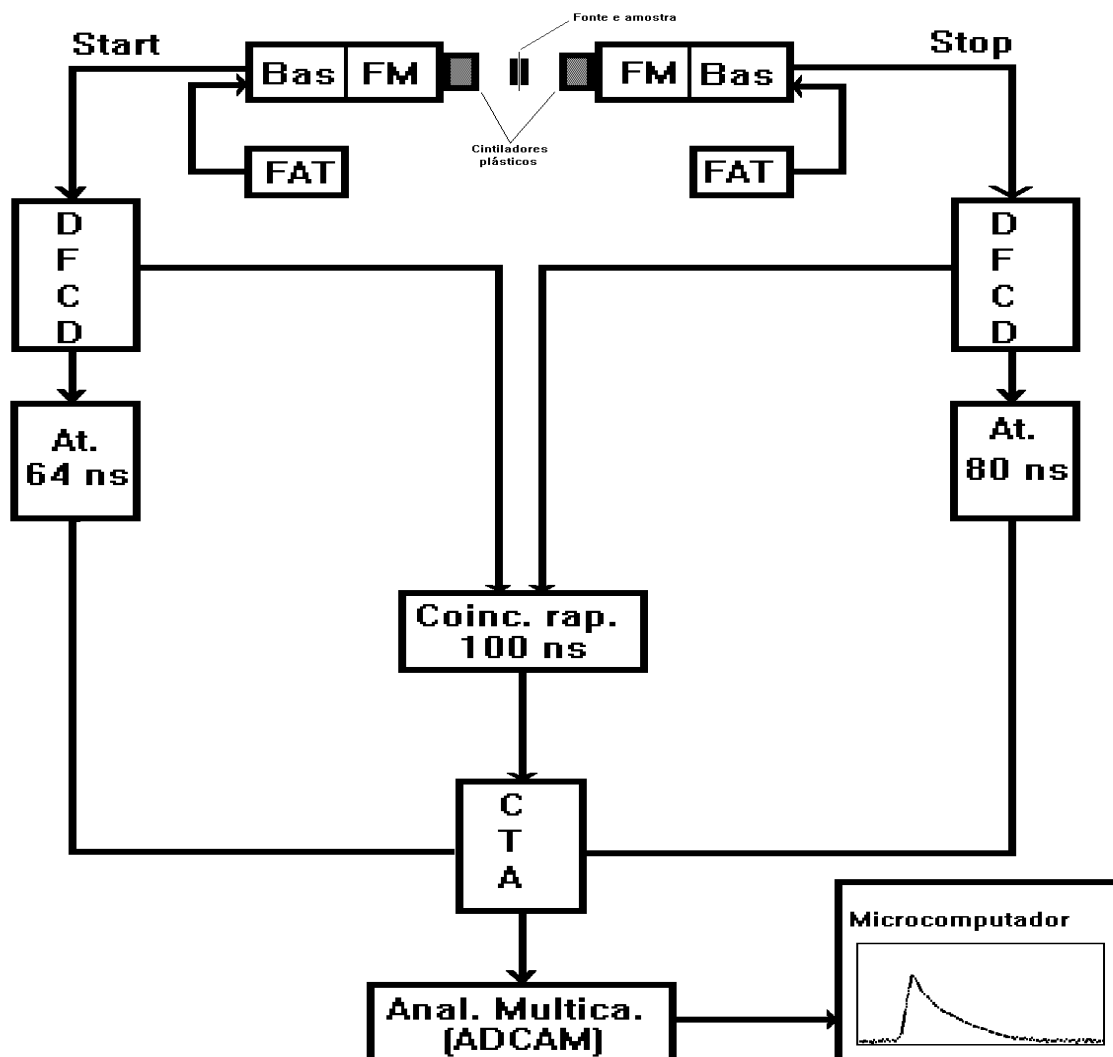 Fonte e amostra
Start
Stop
Bas FM
FM Bas
Cintiladores
plásticos
FAT
FAT
D
F
C
D
D
F
C
D
At.
64 ns
At.
80 ns
Coinc. rap.
100 ns
C
T
A
Microcomputador
Anal. Multica.
(ADCAM)